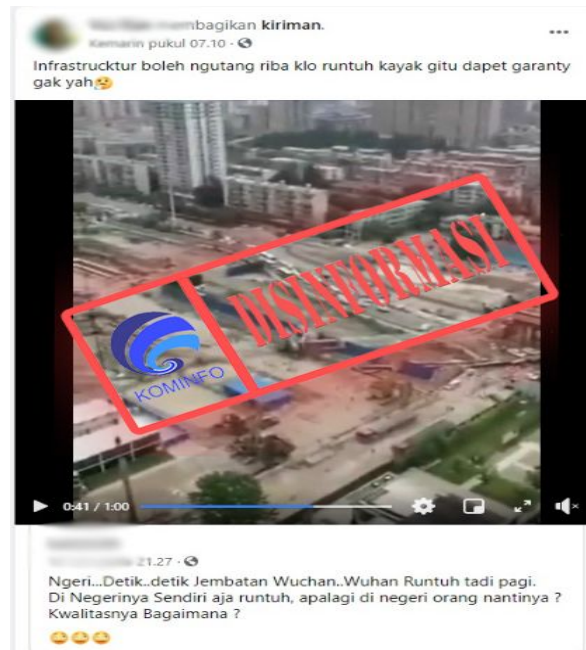 membagikan kiriman.
Kemarin pukul 07.10 ·
Infrastrucktur boleh ngutang riba klo runtuh kayak gitu dapet garanty
gak yah🤔
DISINFORMASI
KOMINFO
0:41 / 1:00
21.27 ·
Ngeri...Detik..detik Jembatan Wuchan..Wuhan Runtuh tadi pagi.
Di Negerinya Sendiri aja runtuh, apalagi di negeri orang nantinya ?
Kwalitasnya Bagaimana ?